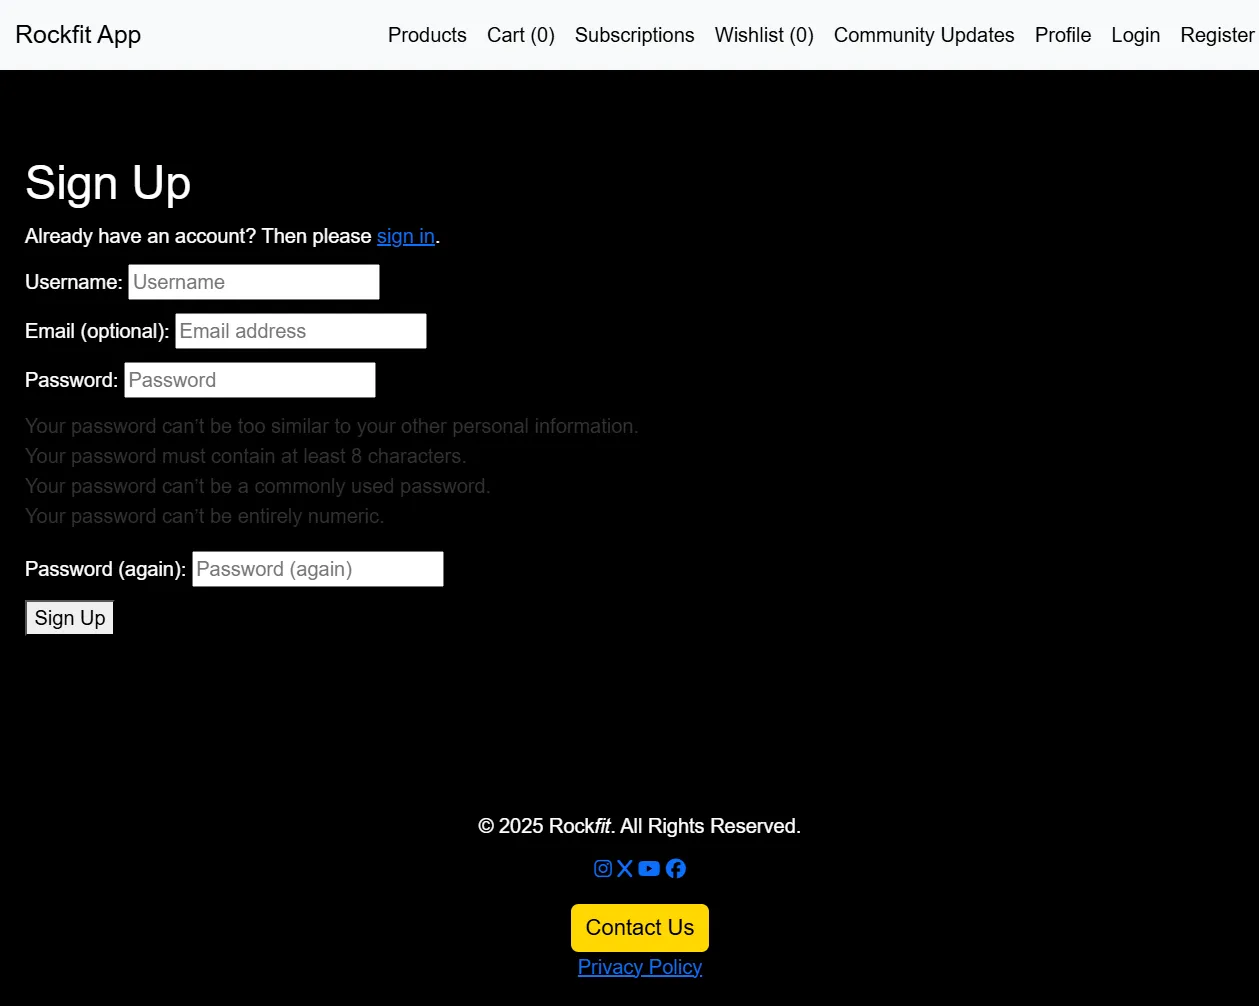 Rockfit App Products Cart (0) Subscriptions Wishlist (0) Community Updates Profile Login Register
Sign Up
Already have an account? Then please sign in.
Username: Username
Email (optional): Email address
Password: Password
Your password can’t be too similar to your other personal information.
Your password must contain at least 8 characters.
Your password can’t be a commonly used password.
Your password can’t be entirely numeric.
Password (again): Password (again)
Sign Up
© 2025 Rockfit. All Rights Reserved.
Contact Us
Privacy Policy